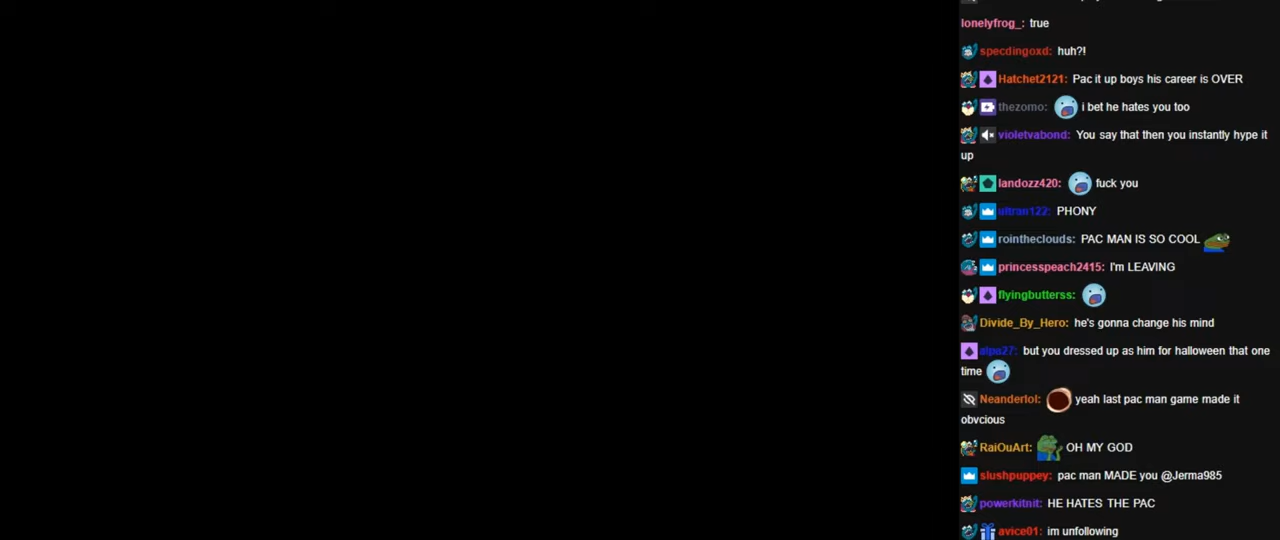 lonelyfrog_: true
specdingoxd: huh?!
Hatchet2121: Pac it up boys his career is OVER
thezomo: i bet he hates you too
violetvabond: You say that then you instantly hype it
up
landozz420: fuck you
ultran122: PHONY
rointheclouds: PAC MAN IS SO COOL
princesspeach2415: I'm LEAVING
flyingbutterss:
Divide_By_Hero: he's gonna change his mind
alpa27: but you dressed up as him for halloween that one
time
Neanderlol: yeah last pac man game made it
obvcious
RaiOuArt: OH MY GOD
slushpuppey: pac man MADE you @Jerma985
powerkitnit: HE HATES THE PAC
avice01: im unfollowing